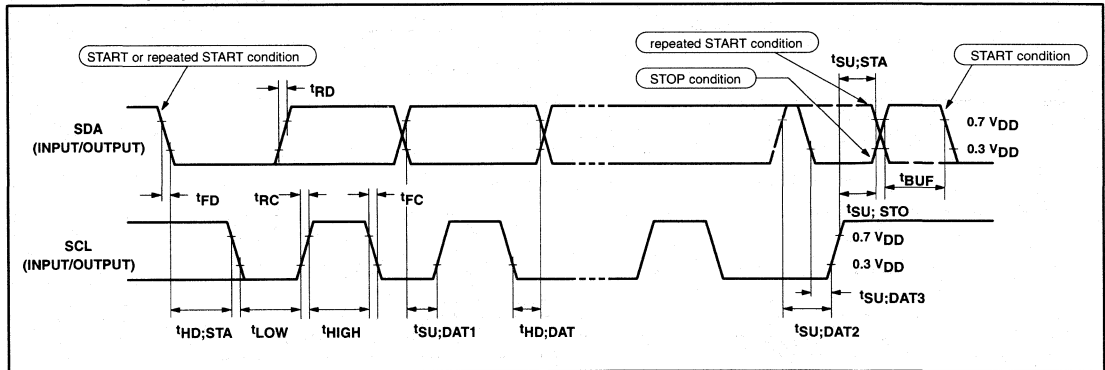 START or repeated START condition
repeated START condition
tSU;STA
START condition
STOP condition
tRD
SDA
(INPUT/OUTPUT)
0.7 VDD
0.3 VDD
tFD
tRC
tFC
tBUF
tSU; STO
SCL
(INPUT/OUTPUT)
0.7 VDD
0.3 VDD
tSU;DAT3
tHD;STA
tLOW
tHIGH
tSU;DAT1
tHD;DAT
tSU;DAT2